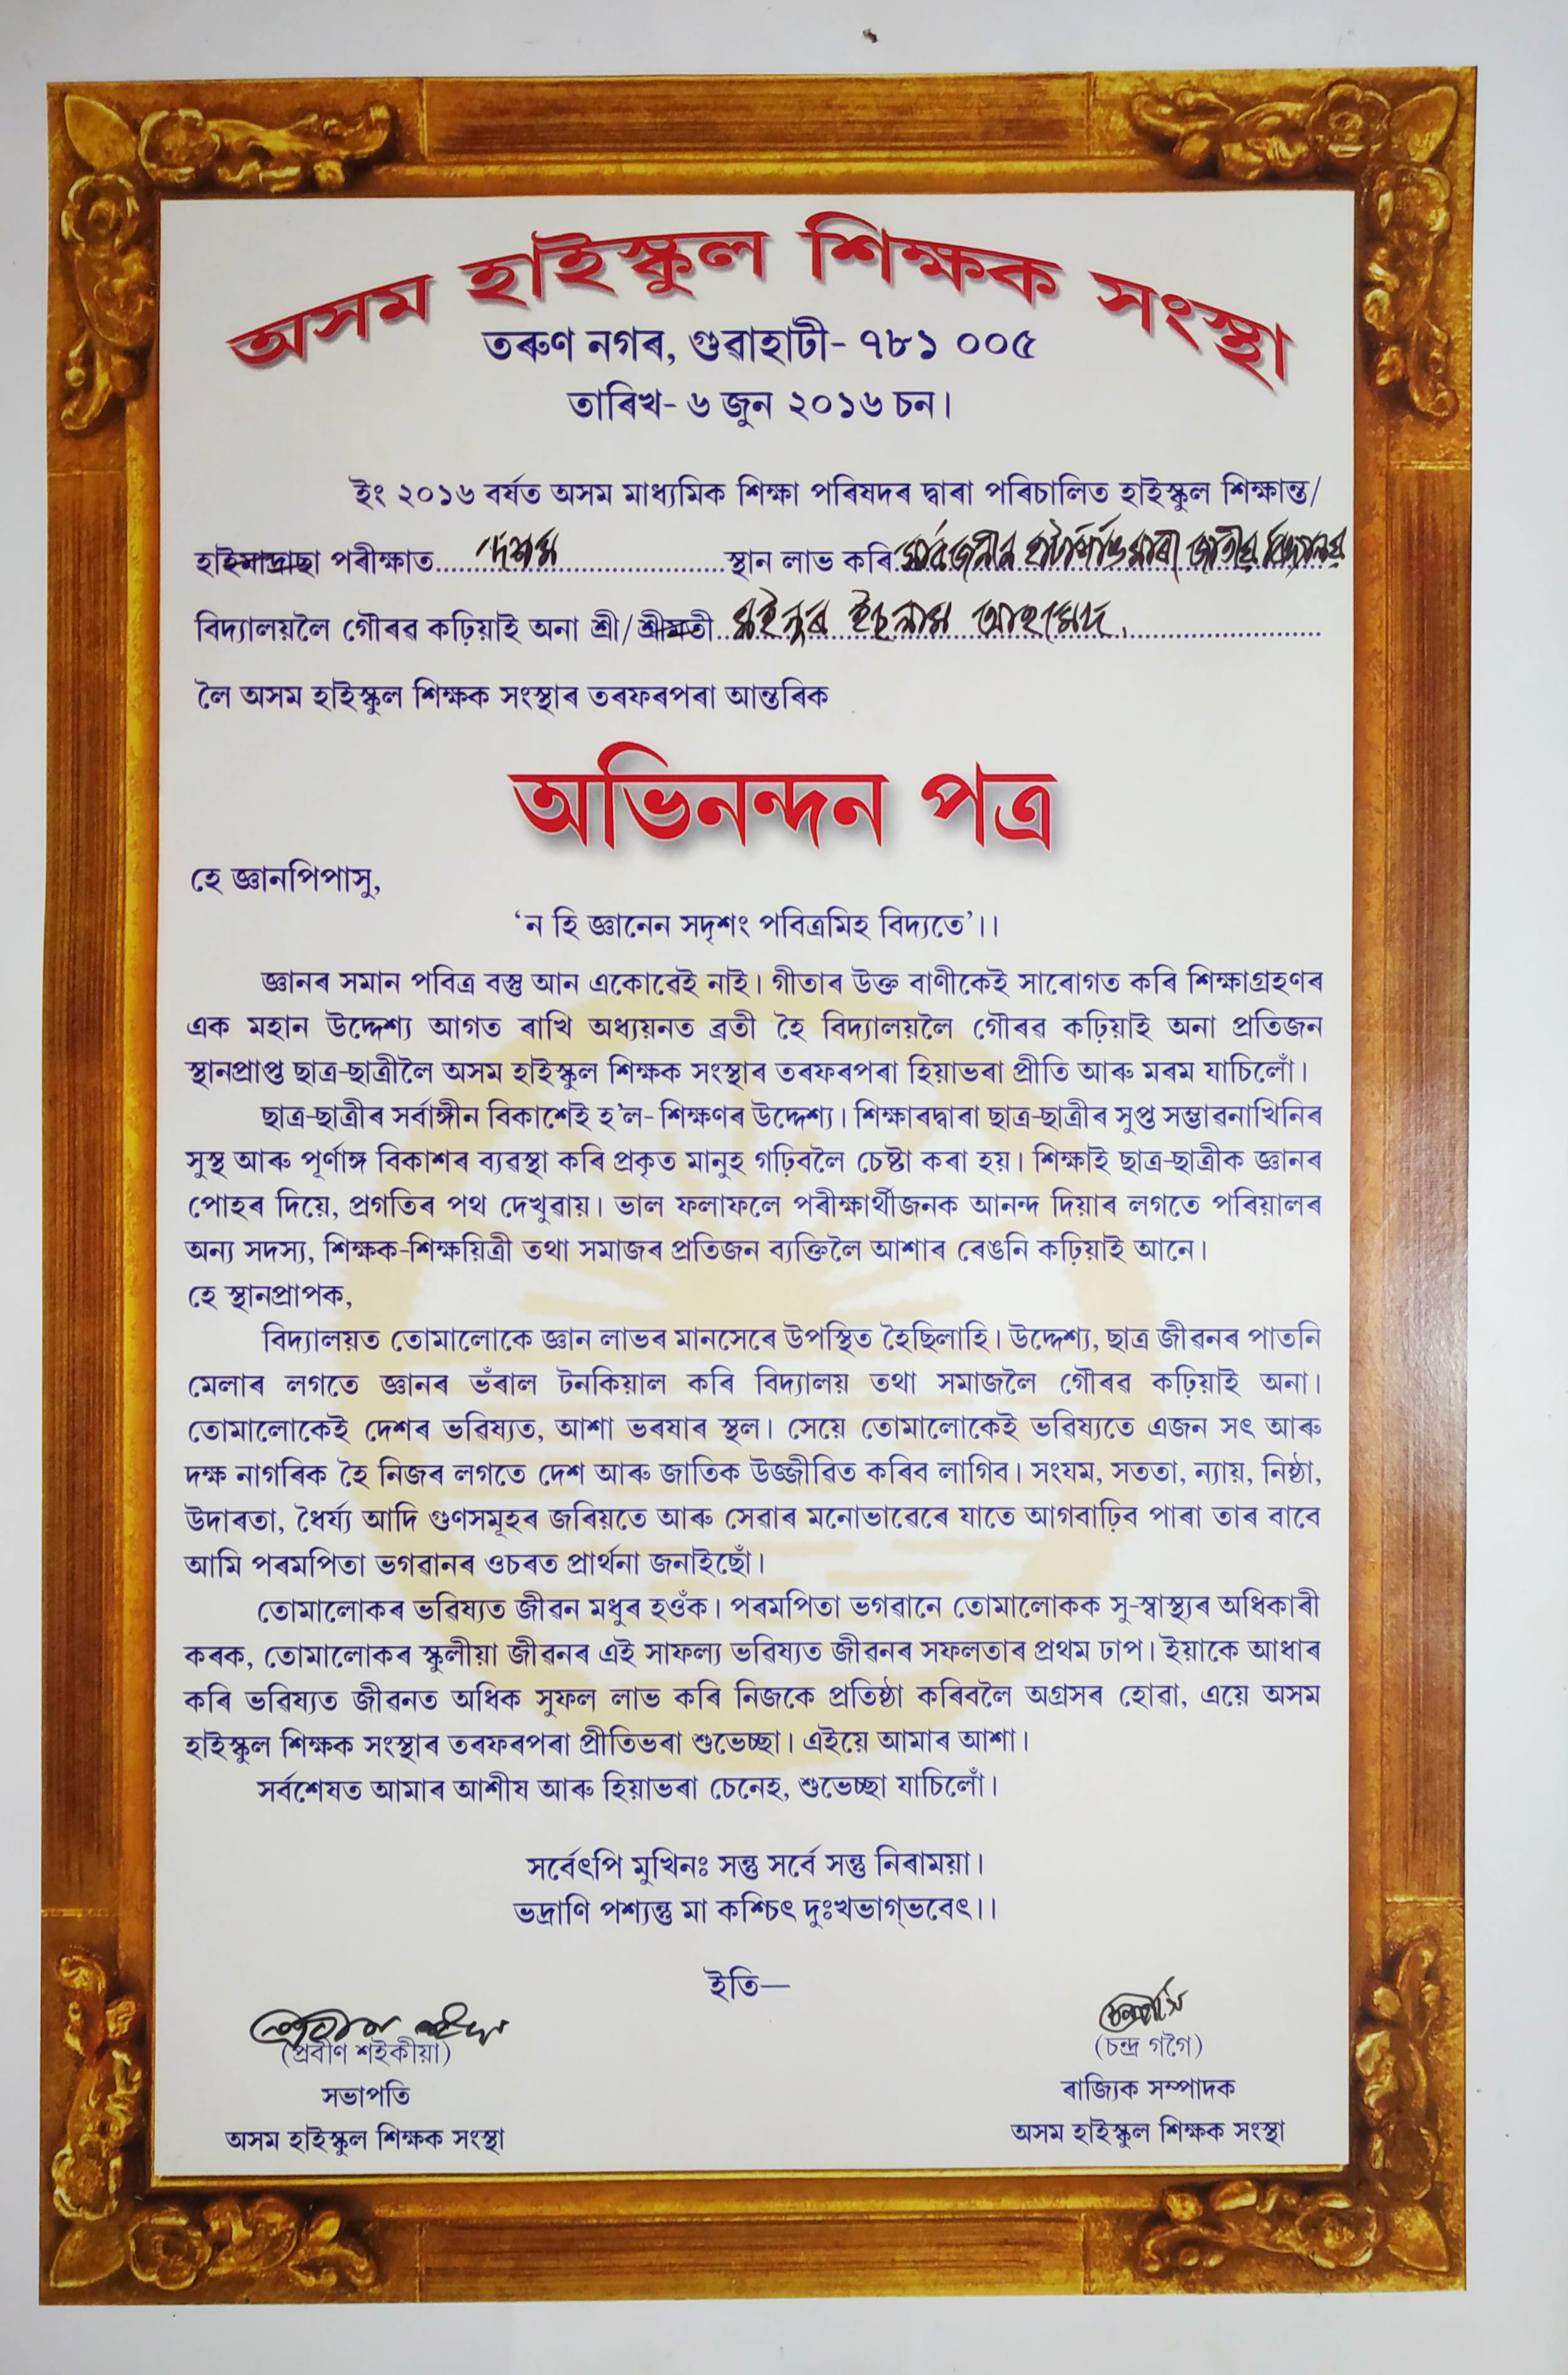 অসম হাইস্কুল শিক্ষক সংস্থা
তৰুণ নগৰ, গুৱাহাটী- ৭৮১ ০০৫
তাৰিখ- ৬ জুন ২০১৬ চন।
ইং ২০১৬ বৰ্ষত অসম মাধ্যমিক শিক্ষা পৰিষদৰ দ্বাৰা পৰিচালিত হাইস্কুল শিক্ষান্ত/
হাইমাদ্ৰাছা পৰীক্ষাত.....দশম.....স্থান লাভ কৰি জাতীয় বিদ্যালয়
বিদ্যালয়লৈ গৌৰৱ কঢ়িয়াই অনা শ্ৰী/শ্ৰীমতী...মইনুৰ ইছলাম আহমেদ.....
লৈ অসম হাইস্কুল শিক্ষক সংস্থাৰ তৰফৰপৰা আন্তৰিক
অভিনন্দন পত্ৰ
হে জ্ঞানপিপাসু,
‘ন হি জ্ঞানেন সদৃশং পবিত্ৰমিহ বিদ্যতে’।।
জ্ঞানৰ সমান পবিত্ৰ বস্তু আন একোৱেই নাই। গীতাৰ উক্ত বাণীকেই সাৰোগত কৰি শিক্ষাগ্ৰহণৰ
এক মহান উদ্দেশ্য আগত ৰাখি অধ্যয়নত ব্ৰতী হৈ বিদ্যালয়লৈ গৌৰৱ কঢ়িয়াই অনা প্ৰতিজন
স্থানপ্ৰাপ্ত ছাত্ৰ-ছাত্ৰীলৈ অসম হাইস্কুল শিক্ষক সংস্থাৰ তৰফৰপৰা হিয়াভৰা প্ৰীতি আৰু মৰম যাচিলোঁ।
ছাত্ৰ-ছাত্ৰীৰ সৰ্বাঙ্গীন বিকাশেই হ’ল- শিক্ষণৰ উদ্দেশ্য। শিক্ষাৰদ্বাৰা ছাত্ৰ-ছাত্ৰীৰ সুপ্ত সম্ভাৱনাখিনিৰ
সুস্থ আৰু পূৰ্ণাঙ্গ বিকাশৰ ব্যৱস্থা কৰি প্ৰকৃত মানুহ গঢ়িবলৈ চেষ্টা কৰা হয়। শিক্ষাই ছাত্ৰ-ছাত্ৰীক জ্ঞানৰ
পোহৰ দিয়ে, প্ৰগতিৰ পথ দেখুৱায়। ভাল ফলাফলে পৰীক্ষাৰ্থীজনক আনন্দ দিয়াৰ লগতে পৰিয়ালৰ
অন্য সদস্য, শিক্ষক-শিক্ষয়িত্ৰী তথা সমাজৰ প্ৰতিজন ব্যক্তিলৈ আশাৰ ৰেঙনি কঢ়িয়াই আনে।
হে স্থানপ্ৰাপক,
বিদ্যালয়ত তোমালোকে জ্ঞান লাভৰ মানসেৰে উপস্থিত হৈছিলাহি। উদ্দেশ্য, ছাত্ৰ জীৱনৰ পাতনি
মেলাৰ লগতে জ্ঞানৰ ভঁৰাল টনকিয়াল কৰি বিদ্যালয় তথা সমাজলৈ গৌৰৱ কঢ়িয়াই অনা।
তোমালোকেই দেশৰ ভৱিষ্যত, আশা ভৰষাৰ স্থল। সেয়ে তোমালোকেই ভৱিষ্যতে এজন সৎ আৰু
দক্ষ নাগৰিক হৈ নিজৰ লগতে দেশ আৰু জাতিক উজ্জীৱিত কৰিব লাগিব। সংযম, সততা, ন্যায়, নিষ্ঠা,
উদাৰতা, ধৈৰ্য্য আদি গুণসমূহৰ জৰিয়তে আৰু সেৱাৰ মনোভাৱেৰে যাতে আগবাঢ়িব পাৰা তাৰ বাবে
আমি পৰমপিতা ভগৱানৰ ওচৰত প্ৰাৰ্থনা জনাইছোঁ।
তোমালোকৰ ভৱিষ্যত জীৱন মধুৰ হওঁক। পৰমপিতা ভগৱানে তোমালোকক সু-স্বাস্থ্যৰ অধিকাৰী
কৰক, তোমালোকৰ স্কুলীয়া জীৱনৰ এই সাফল্য ভৱিষ্যত জীৱনৰ সফলতাৰ প্ৰথম ঢাপ। ইয়াকে আধাৰ
কৰি ভৱিষ্যত জীৱনত অধিক সুফল লাভ কৰি নিজকে প্ৰতিষ্ঠা কৰিবলৈ অগ্ৰসৰ হোৱা, এয়ে অসম
হাইস্কুল শিক্ষক সংস্থাৰ তৰফৰপৰা প্ৰীতিভৰা শুভেচ্ছা। এইয়ে আমাৰ আশা।
সৰ্বশেষত আমাৰ আশীষ আৰু হিয়াভৰা চেনেহ, শুভেচ্ছা যাচিলোঁ।
সৰ্বেৎপি মুখিনঃ সন্তু সৰ্বে সন্তু নিৰাময়া।
ভদ্ৰাণি পশ্যন্তু মা কশ্চিৎ দুঃখভাগ্‌ভবেৎ।।
ইতি—
(প্ৰবীণ শইকীয়া)
(চন্দ্ৰ গগৈ)
সভাপতি
ৰাজ্যিক সম্পাদক
অসম হাইস্কুল শিক্ষক সংস্থা
অসম হাইস্কুল শিক্ষক সংস্থা